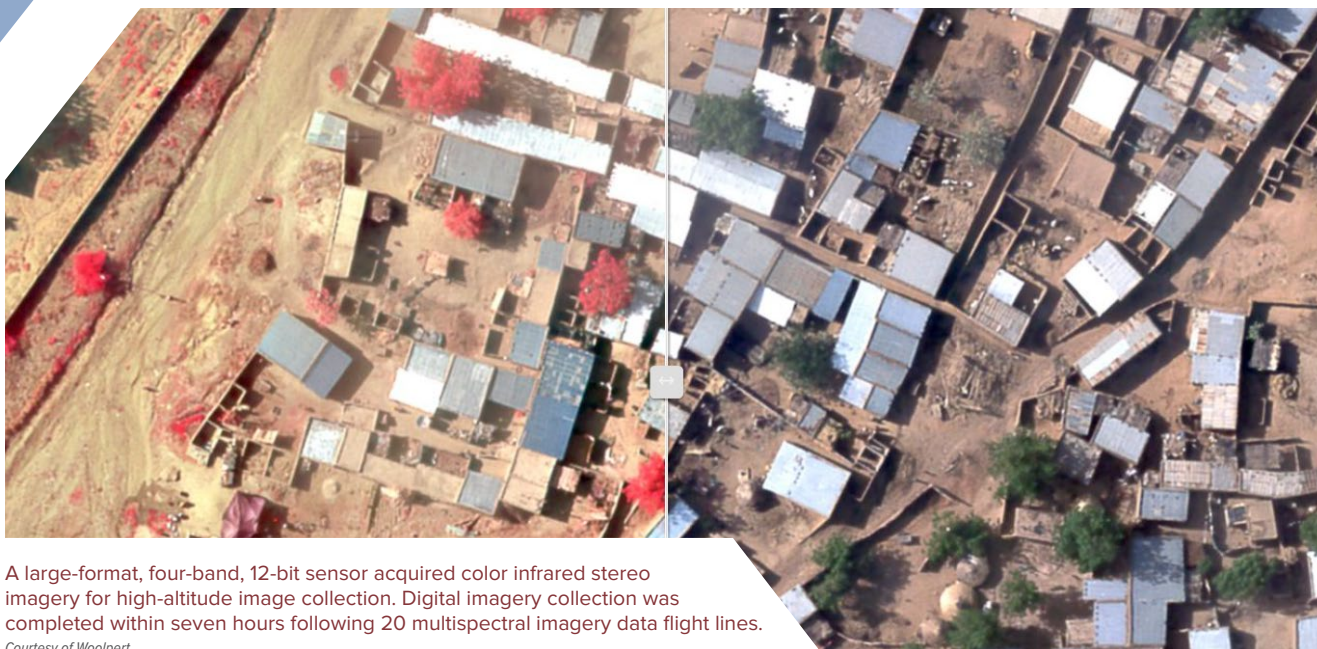 A large-format, four-band, 12-bit sensor acquired color infrared stereo
imagery for high-altitude image collection. Digital imagery collection was
completed within seven hours following 20 multispectral imagery data flight lines.
Courtesy of Woolpert